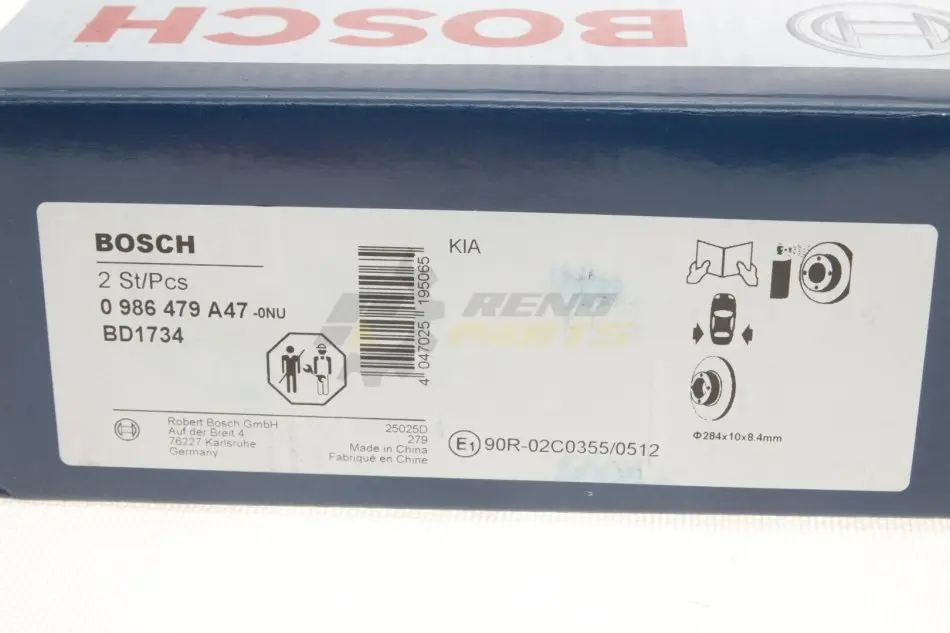 BOSCH
BOSCH
2 St/Pcs
0 986 479 A47 -0NU
BD1734
4 047025 195065
KIA
RENO
PARTS
Robert Bosch GmbH
Auf der Breit 4
76227 Karlsruhe
Germany
25025D
279
Made in China
Fabriqué en Chine
E1 90R-02C0355/0512
Φ284x10x8.4mm